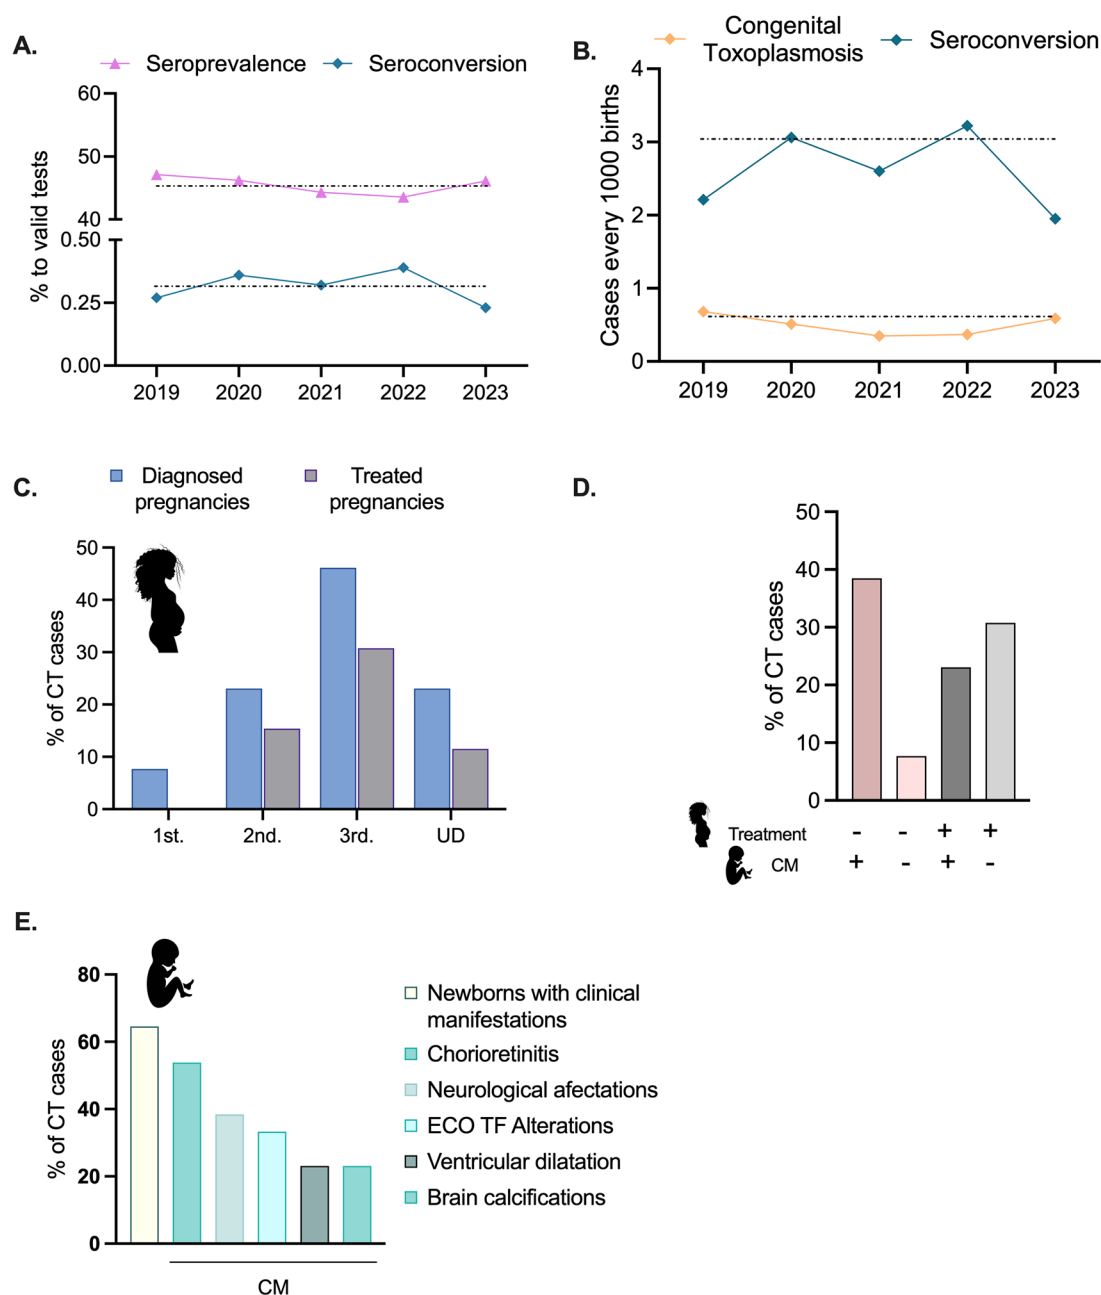 A.
Seroprevalence
Seroconversion
% to valid tests
60
50
40
0.50
0.25
0.00
2019
2020
2021
2022
2023
B.
Congenital
Toxoplasmosis
Seroconversion
Cases every 1000 births
4
3
2
1
0
2019
2020
2021
2022
2023
C.
Diagnosed
pregnancies
Treated
pregnancies
% of CT cases
50
40
30
20
10
0
1st.
2nd.
3rd.
UD
D.
% of CT cases
50
40
30
20
10
0
Treatment - - + +
CM + - + -
E.
% of CT cases
80
60
40
20
0
CM
Newborns with clinical
manifestations
Chorioretinitis
Neurological afectations
ECO TF Alterations
Ventricular dilatation
Brain calcifications